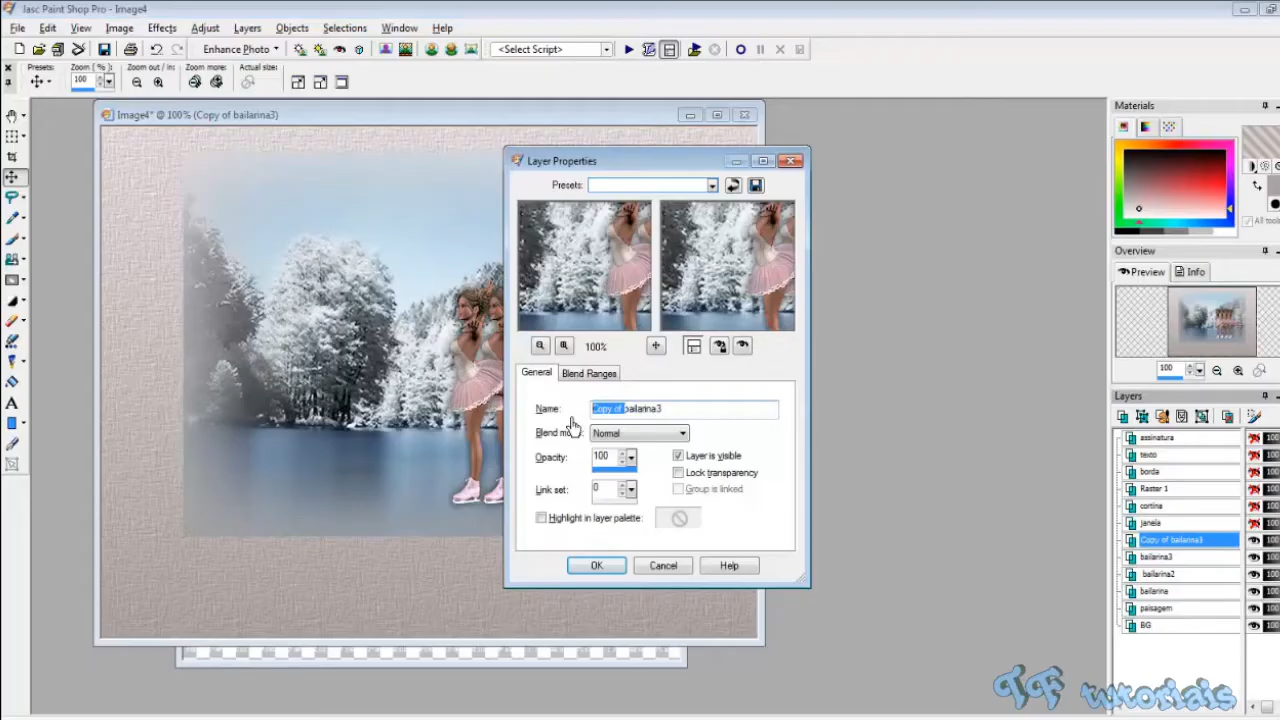 Jasc Paint Shop Pro - Image4
File Edit View Image Effects Adjust Layers Objects Selections Window Help
Enhance Photo <Select Script>
Presets: Zoom (%): Zoom out / in: Zoom more: Actual size:
100
Image4* @ 100% (Copy of bailarina3)
Layer Properties
Presets:
100%
General Blend Ranges
Name: Copy of bailarina3
Blend Normal
Opacity: 100 Layer is visible
Lock transparency
Link set: 0 Group is linked
Highlight in layer palette:
OK Cancel Help
Materials
All tools
Overview
Preview Info
100
Layers
assinatura
texto
borda
Raster 1
cortina
janela
Copy of bailarina3
bailarina3
bailarina2
bailarina
paisagem
BG
TF tutoriais